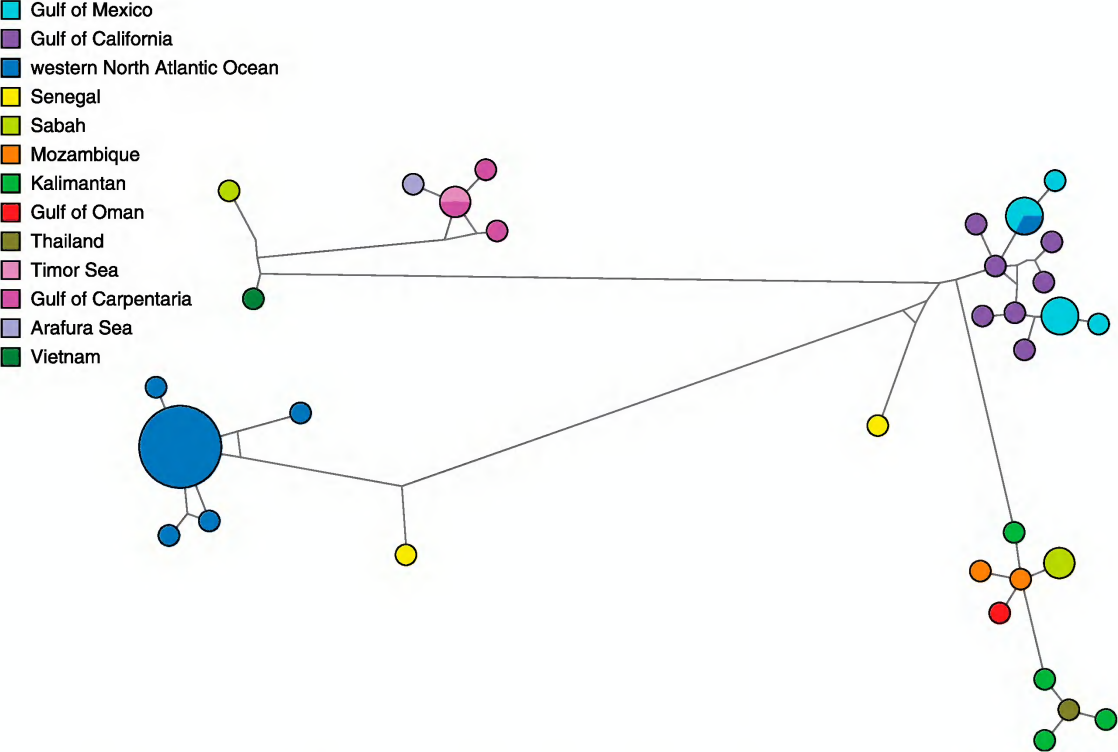 Gulf of Mexico
Gulf of California
western North Atlantic Ocean
Senegal
Sabah
Mozambique
Kalimantan
Gulf of Oman
Thailand
Timor Sea
Gulf of Carpentaria
Arafura Sea
Vietnam